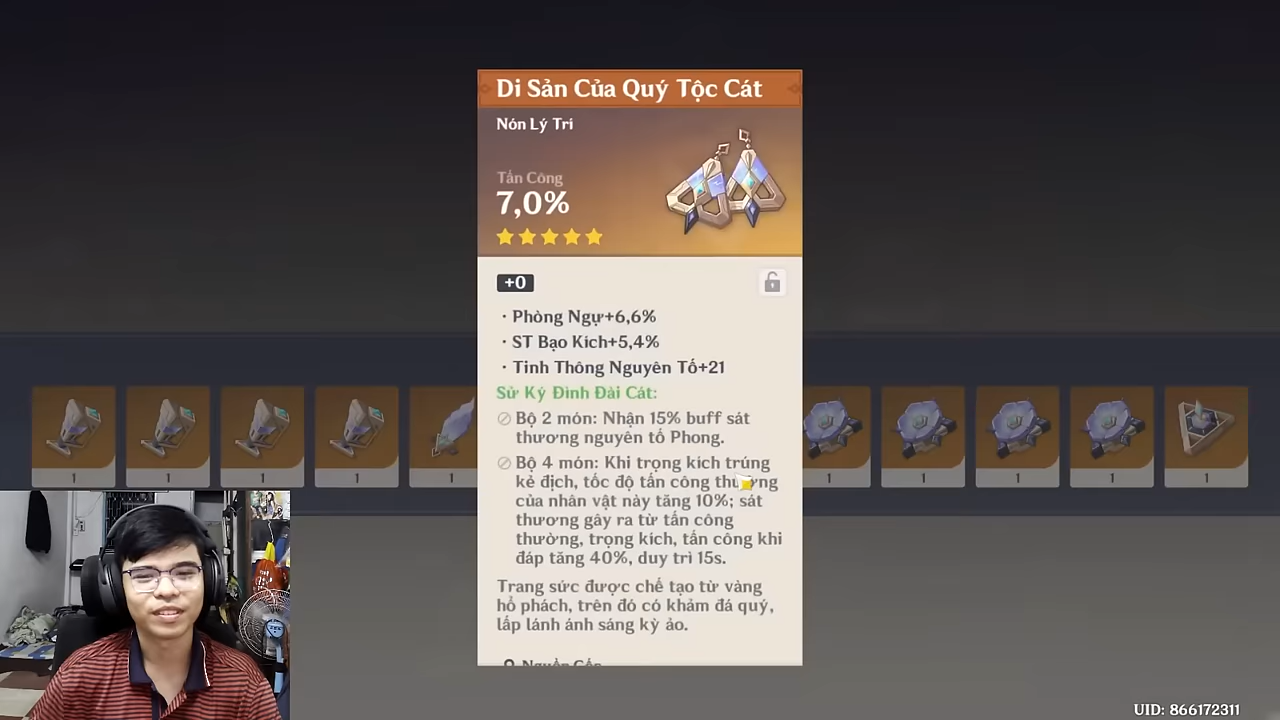 Di Sản Của Quý Tộc Cát
Nón Lý Trí
Tấn Công
7,0%
+0
· Phòng Ngự+6,6%
· ST Bạo Kích+5,4%
· Tinh Thông Nguyên Tố+21
Sử Ký Đình Đài Cát:
Bộ 2 món: Nhận 15% buff sát
thương nguyên tố Phong.
Bộ 4 món: Khi trọng kích trúng
kẻ địch, tốc độ tấn công thường
của nhân vật này tăng 10%; sát
thương gây ra từ tấn công
thường, trọng kích, tấn công khi
đáp tăng 40%, duy trì 15s.
Trang sức được chế tạo từ vàng
hổ phách, trên đó có khảm đá quý,
lấp lánh ánh sáng kỳ ảo.
1 1 1 1 1 1 1 1 1 1
UID: 866172311